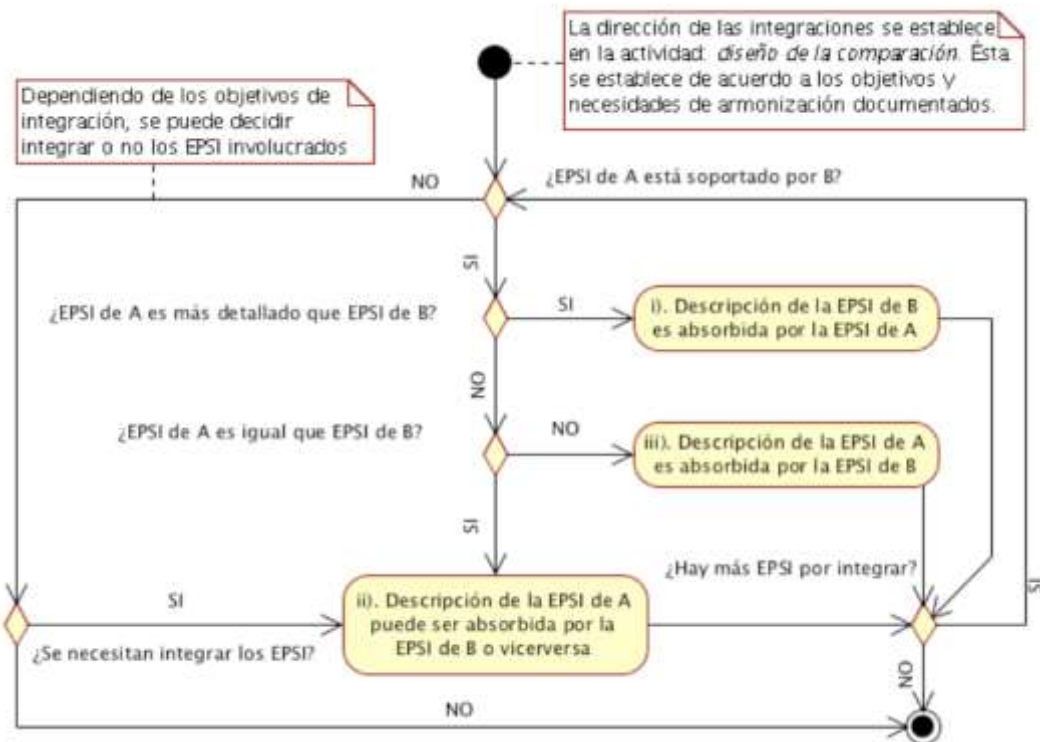 La dirección de las integraciones se establece
en la actividad: diseño de la comparación. Ésta
se establece de acuerdo a los objetivos y
necesidades de armonización documentados.
Dependiendo de los objetivos de
integración, se puede decidir
integrar o no los EPSI involucrados
NO
¿EPSI de A está soportado por B?
SI
¿EPSI de A es más detallado que EPSI de B?
SI
i). Descripción de la EPSI de B
es absorbida por la EPSI de A
NO
¿EPSI de A es igual que EPSI de B?
NO
iii). Descripción de la EPSI de A
es absorbida por la EPSI de B
SI
¿Hay más EPSI por integrar?
SI
SI
ii). Descripción de la EPSI de A
puede ser absorbida por la
EPSI de B o vicerversa
¿Se necesitan integrar los EPSI?
NO
NO